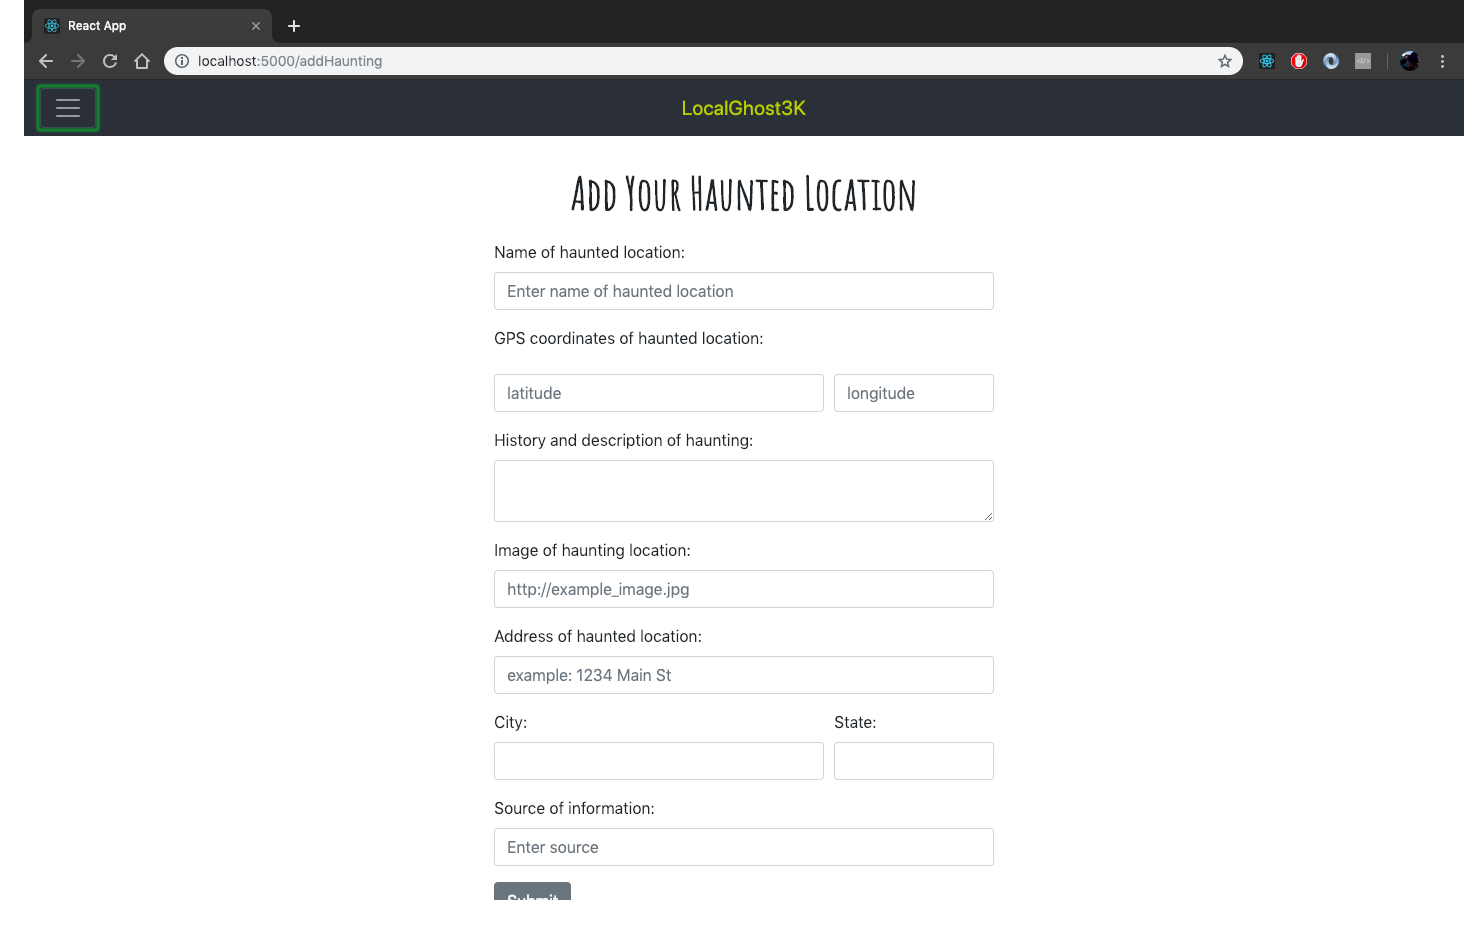 React App
localhost:5000/addHaunting
LocalGhost3K
Add Your Haunted Location
Name of haunted location:
Enter name of haunted location
GPS coordinates of haunted location:
latitude longitude
History and description of haunting:
Image of haunting location:
http://example_image.jpg
Address of haunted location:
example: 1234 Main St
City: State:
Source of information:
Enter source
Submit